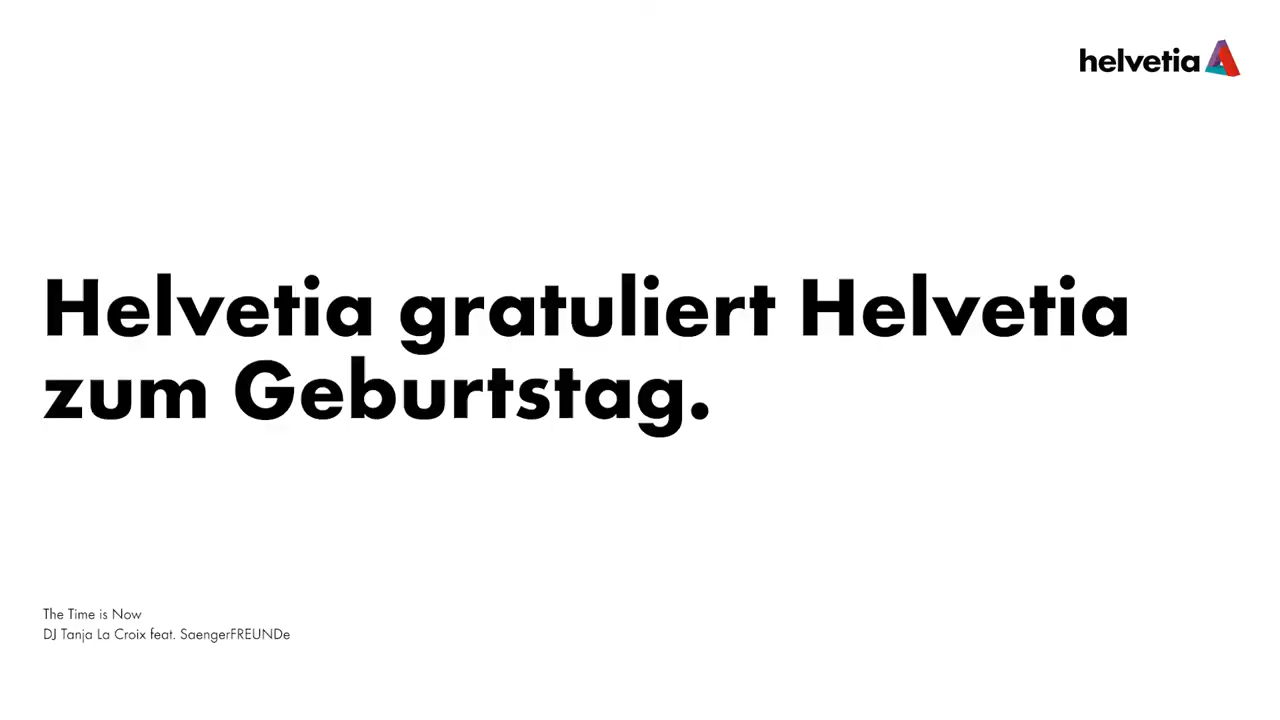 helvetia
Helvetia gratuliert Helvetia
zum Geburtstag.
The Time is Now
DJ Tanja La Croix feat. SaengerFREUNDe